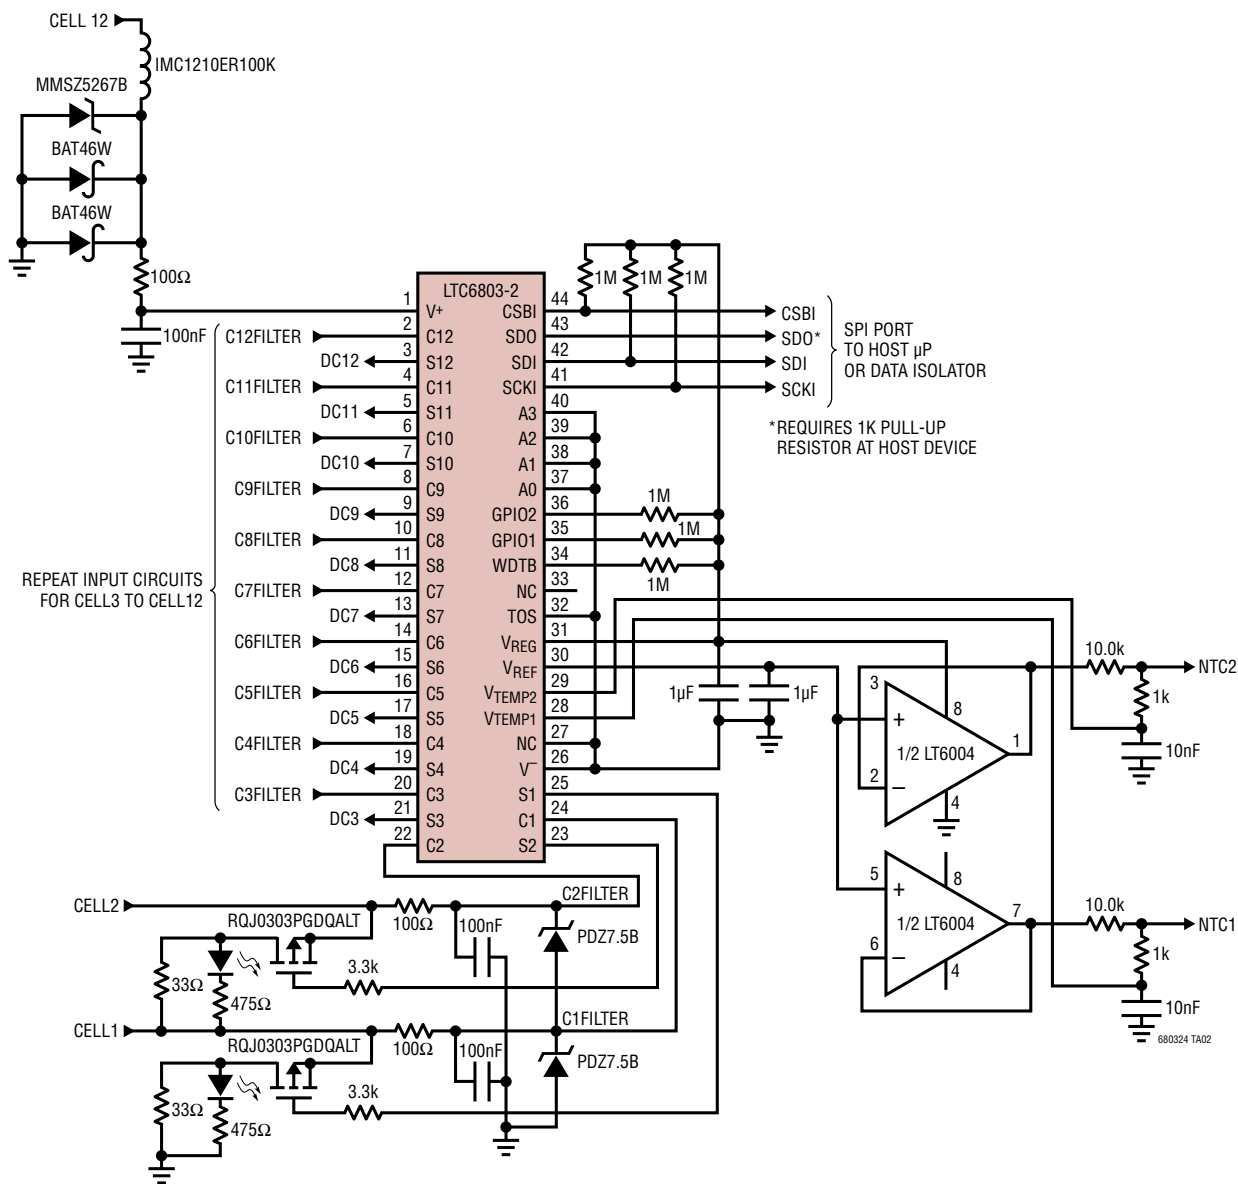 CELL 12
IMC1210ER100K
MMSZ5267B
BAT46W
BAT46W
100Ω
100nF
LTC6803-2
1 V+
2 C12
3 S12
4 C11
5 S11
6 C10
7 S10
8 C9
9 S9
10 C8
11 S8
12 C7
13 S7
14 C6
15 S6
16 C5
17 S5
18 C4
19 S4
20 C3
21 S3
22 C2
CSBI 44
SDO 43
SDI 42
SCKI 41
A3 40
A2 39
A1 38
A0 37
GPIO2 36
GPIO1 35
WDTB 34
NC 33
TOS 32
VREG 31
VREF 30
VTEMP2 29
VTEMP1 28
NC 27
V– 26
S1 25
C1 24
S2 23
C12FILTER
DC12
C11FILTER
DC11
C10FILTER
DC10
C9FILTER
DC9
C8FILTER
DC8
C7FILTER
DC7
C6FILTER
DC6
C5FILTER
DC5
C4FILTER
DC4
C3FILTER
DC3
REPEAT INPUT CIRCUITS
FOR CELL3 TO CELL12
1M
1M
1M
CSBI
SDO*
SDI
SCKI
SPI PORT
TO HOST µP
OR DATA ISOLATOR
*REQUIRES 1K PULL-UP
RESISTOR AT HOST DEVICE
1M
1M
1M
1µF
1µF
3
+
8
1/2 LT6004
1
2
–
4
10.0k
NTC2
1k
10nF
5
+
8
1/2 LT6004
7
6
–
4
10.0k
NTC1
1k
10nF
680324 TA02
CELL2
RQJ0303PGDQALT
100Ω
100nF
C2FILTER
PDZ7.5B
33Ω
475Ω
3.3k
CELL1
RQJ0303PGDQALT
100Ω
100nF
C1FILTER
PDZ7.5B
33Ω
475Ω
3.3k